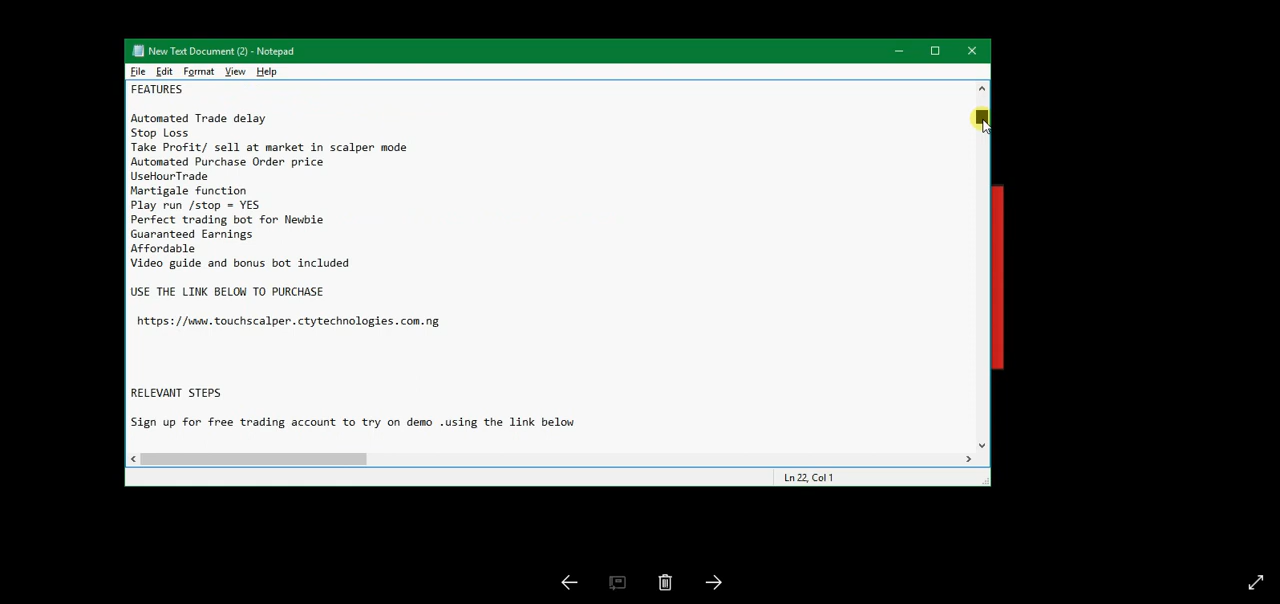 New Text Document (2) - Notepad
File Edit Format View Help
FEATURES
Automated Trade delay
Stop Loss
Take Profit/ sell at market in scalper mode
Automated Purchase Order price
UseHourTrade
Martigale function
Play run /stop = YES
Perfect trading bot for Newbie
Guaranteed Earnings
Affordable
Video guide and bonus bot included
USE THE LINK BELOW TO PURCHASE
https://www.touchscalper.ctytechnologies.com.ng
RELEVANT STEPS
Sign up for free trading account to try on demo .using the link below
Ln 22, Col 1